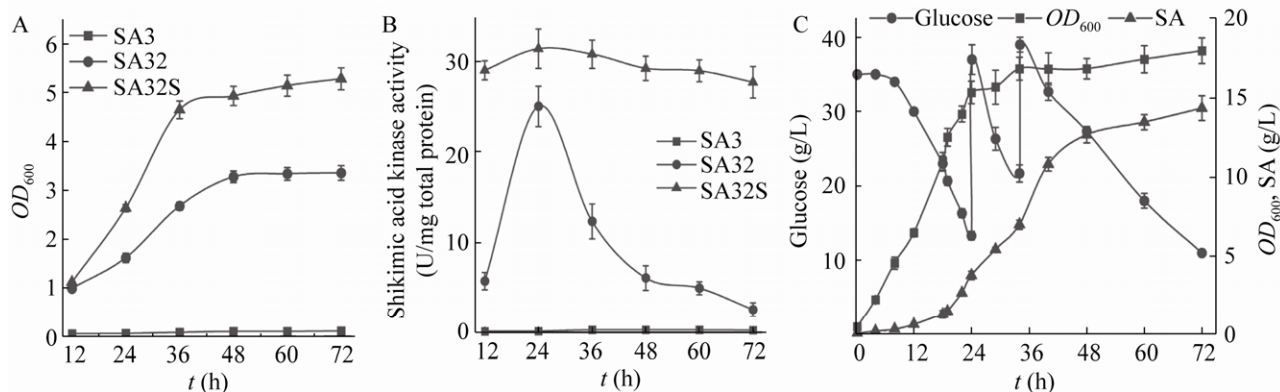 A
OD600
6
5
4
3
2
1
0
SA3
SA32
SA32S
12 24 36 48 60 72
t (h)
B
Shikimic acid kinase activity
(U/mg total protein)
30
20
10
0
SA3
SA32
SA32S
12 24 36 48 60 72
t (h)
C
Glucose OD600 SA
Glucose (g/L)
40
30
20
10
0 12 24 36 48 60 72
t (h)
20
15
10
5
0
OD600, SA (g/L)